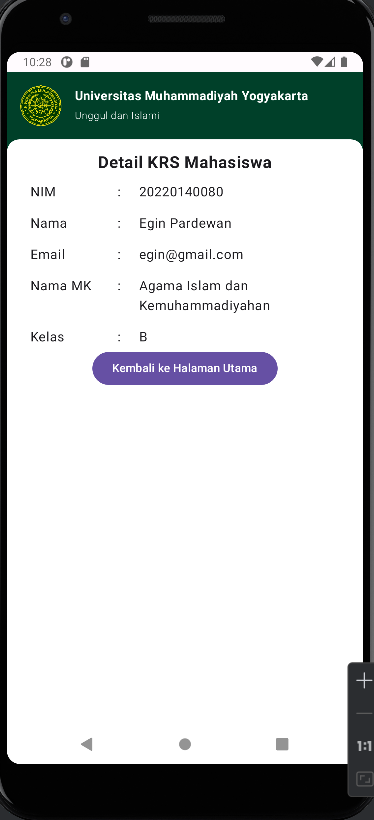 10:28
Universitas Muhammadiyah Yogyakarta
Unggul dan Islami
Detail KRS Mahasiswa
NIM : 20220140080
Nama : Egin Pardewan
Email : egin@gmail.com
Nama MK : Agama Islam dan
Kemuhammadiyahan
Kelas : B
Kembali ke Halaman Utama
1:1